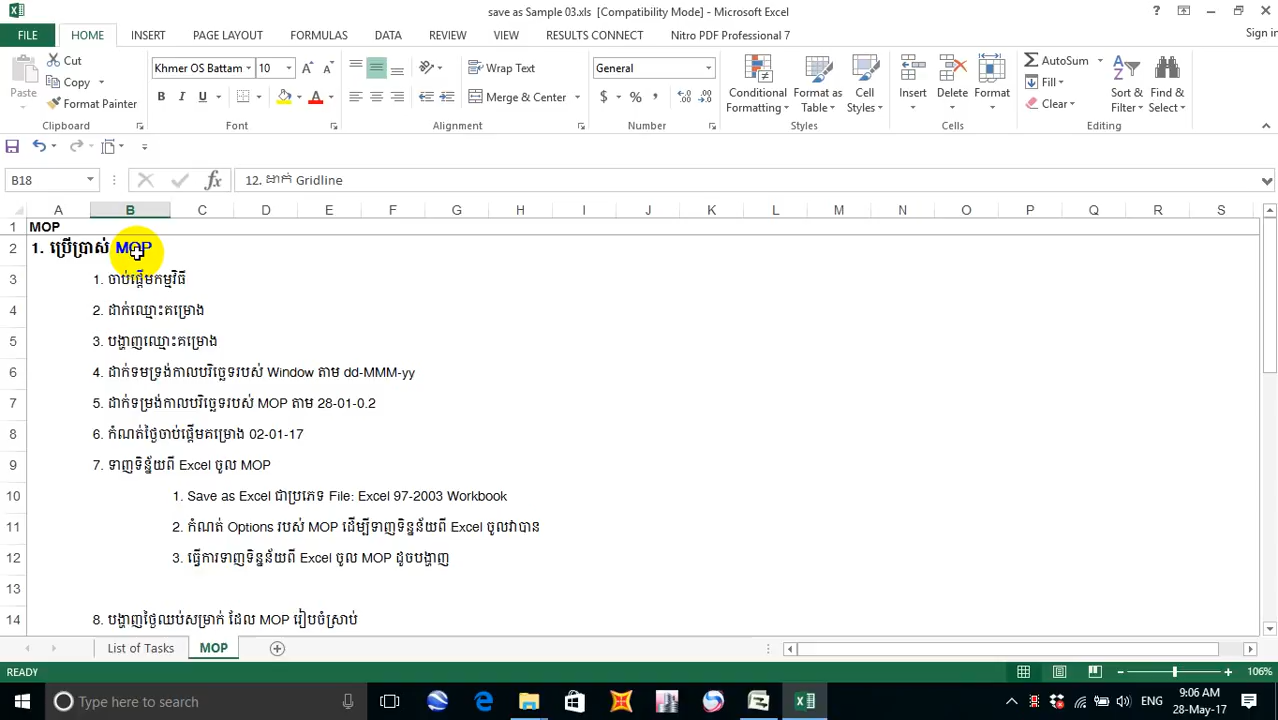 save as Sample 03.xls [Compatibility Mode] - Microsoft Excel
FILE HOME INSERT PAGE LAYOUT FORMULAS DATA REVIEW VIEW RESULTS CONNECT Nitro PDF Professional 7 Sign in
Paste Cut Copy Format Painter
Khmer OS Battam 10
B I U
Wrap Text
Merge & Center
General
Conditional Formatting Format as Table Cell Styles
Insert Delete Format
AutoSum Fill Clear
Sort & Filter Find & Select
Clipboard Font Alignment Number Styles Cells Editing
B18 12. ដាក់ Gridline
A B C D E F G H I J K L M N O P Q R S
1 MOP
2 1. ប្រើប្រាស់ MOP
3 1. ចាប់ផ្តើមកម្មវិធី
4 2. ដាក់ឈ្មោះគម្រោង
5 3. បង្ហាញឈ្មោះគម្រោង
6 4. ដាក់ទមទ្រង់កាលបរិច្ឆេទរបស់ Window តាម dd-MMM-yy
7 5. ដាក់ទម្រង់កាលបរិច្ឆេទរបស់ MOP តាម 28-01-0.2
8 6. កំណត់ថ្ងៃចាប់ផ្តើមគម្រោង 02-01-17
9 7. ទាញទិន្ន័យពី Excel ចូល MOP
10 1. Save as Excel ជាប្រភេទ File: Excel 97-2003 Workbook
11 2. កំណត់ Options របស់ MOP ដើម្បីទាញទិន្នន័យពី Excel ចូលវាបាន
12 3. ធ្វើការទាញទិន្នន័យពី Excel ចូល MOP ដូចបង្ហាញ
13
14 8. បង្ហាញថ្ងៃឈប់សម្រាក់ ដែល MOP រៀបចំស្រាប់
List of Tasks MOP
READY 106%
Type here to search
ENG 9:06 AM
28-May-17